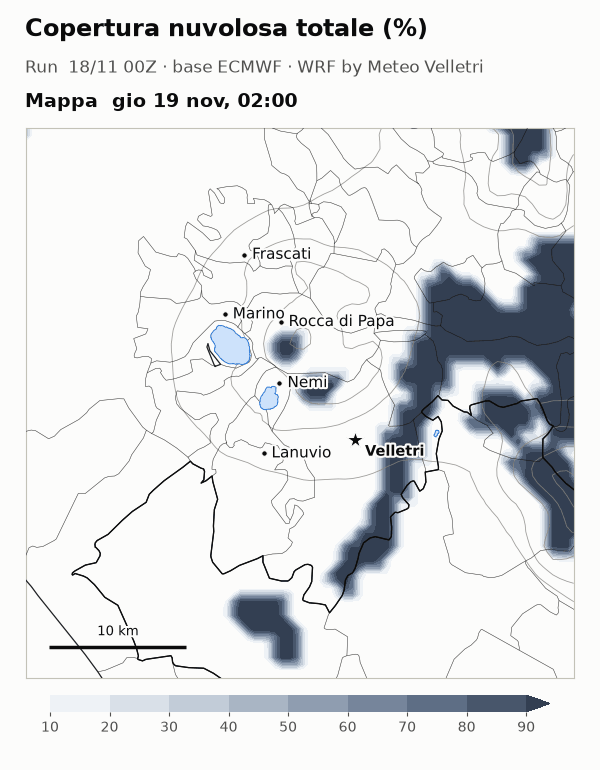 Copertura nuvolosa totale (%)
Run  18/11 00Z · base ECMWF · WRF by Meteo Velletri
Mappa  gio 19 nov, 02:00
Frascati
Marino
Rocca di Papa
Nemi
Velletri
Lanuvio
10 km
10 20 30 40 50 60 70 80 90